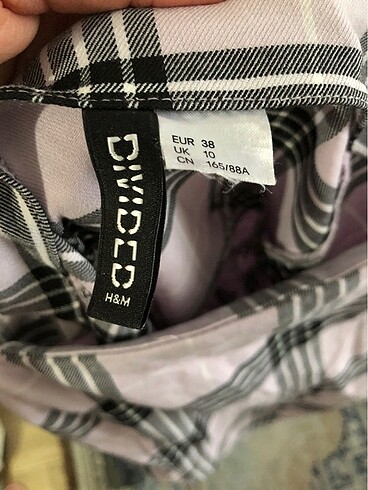 DIVIDED
H&M
EUR 38
UK 10
CN 165/88A